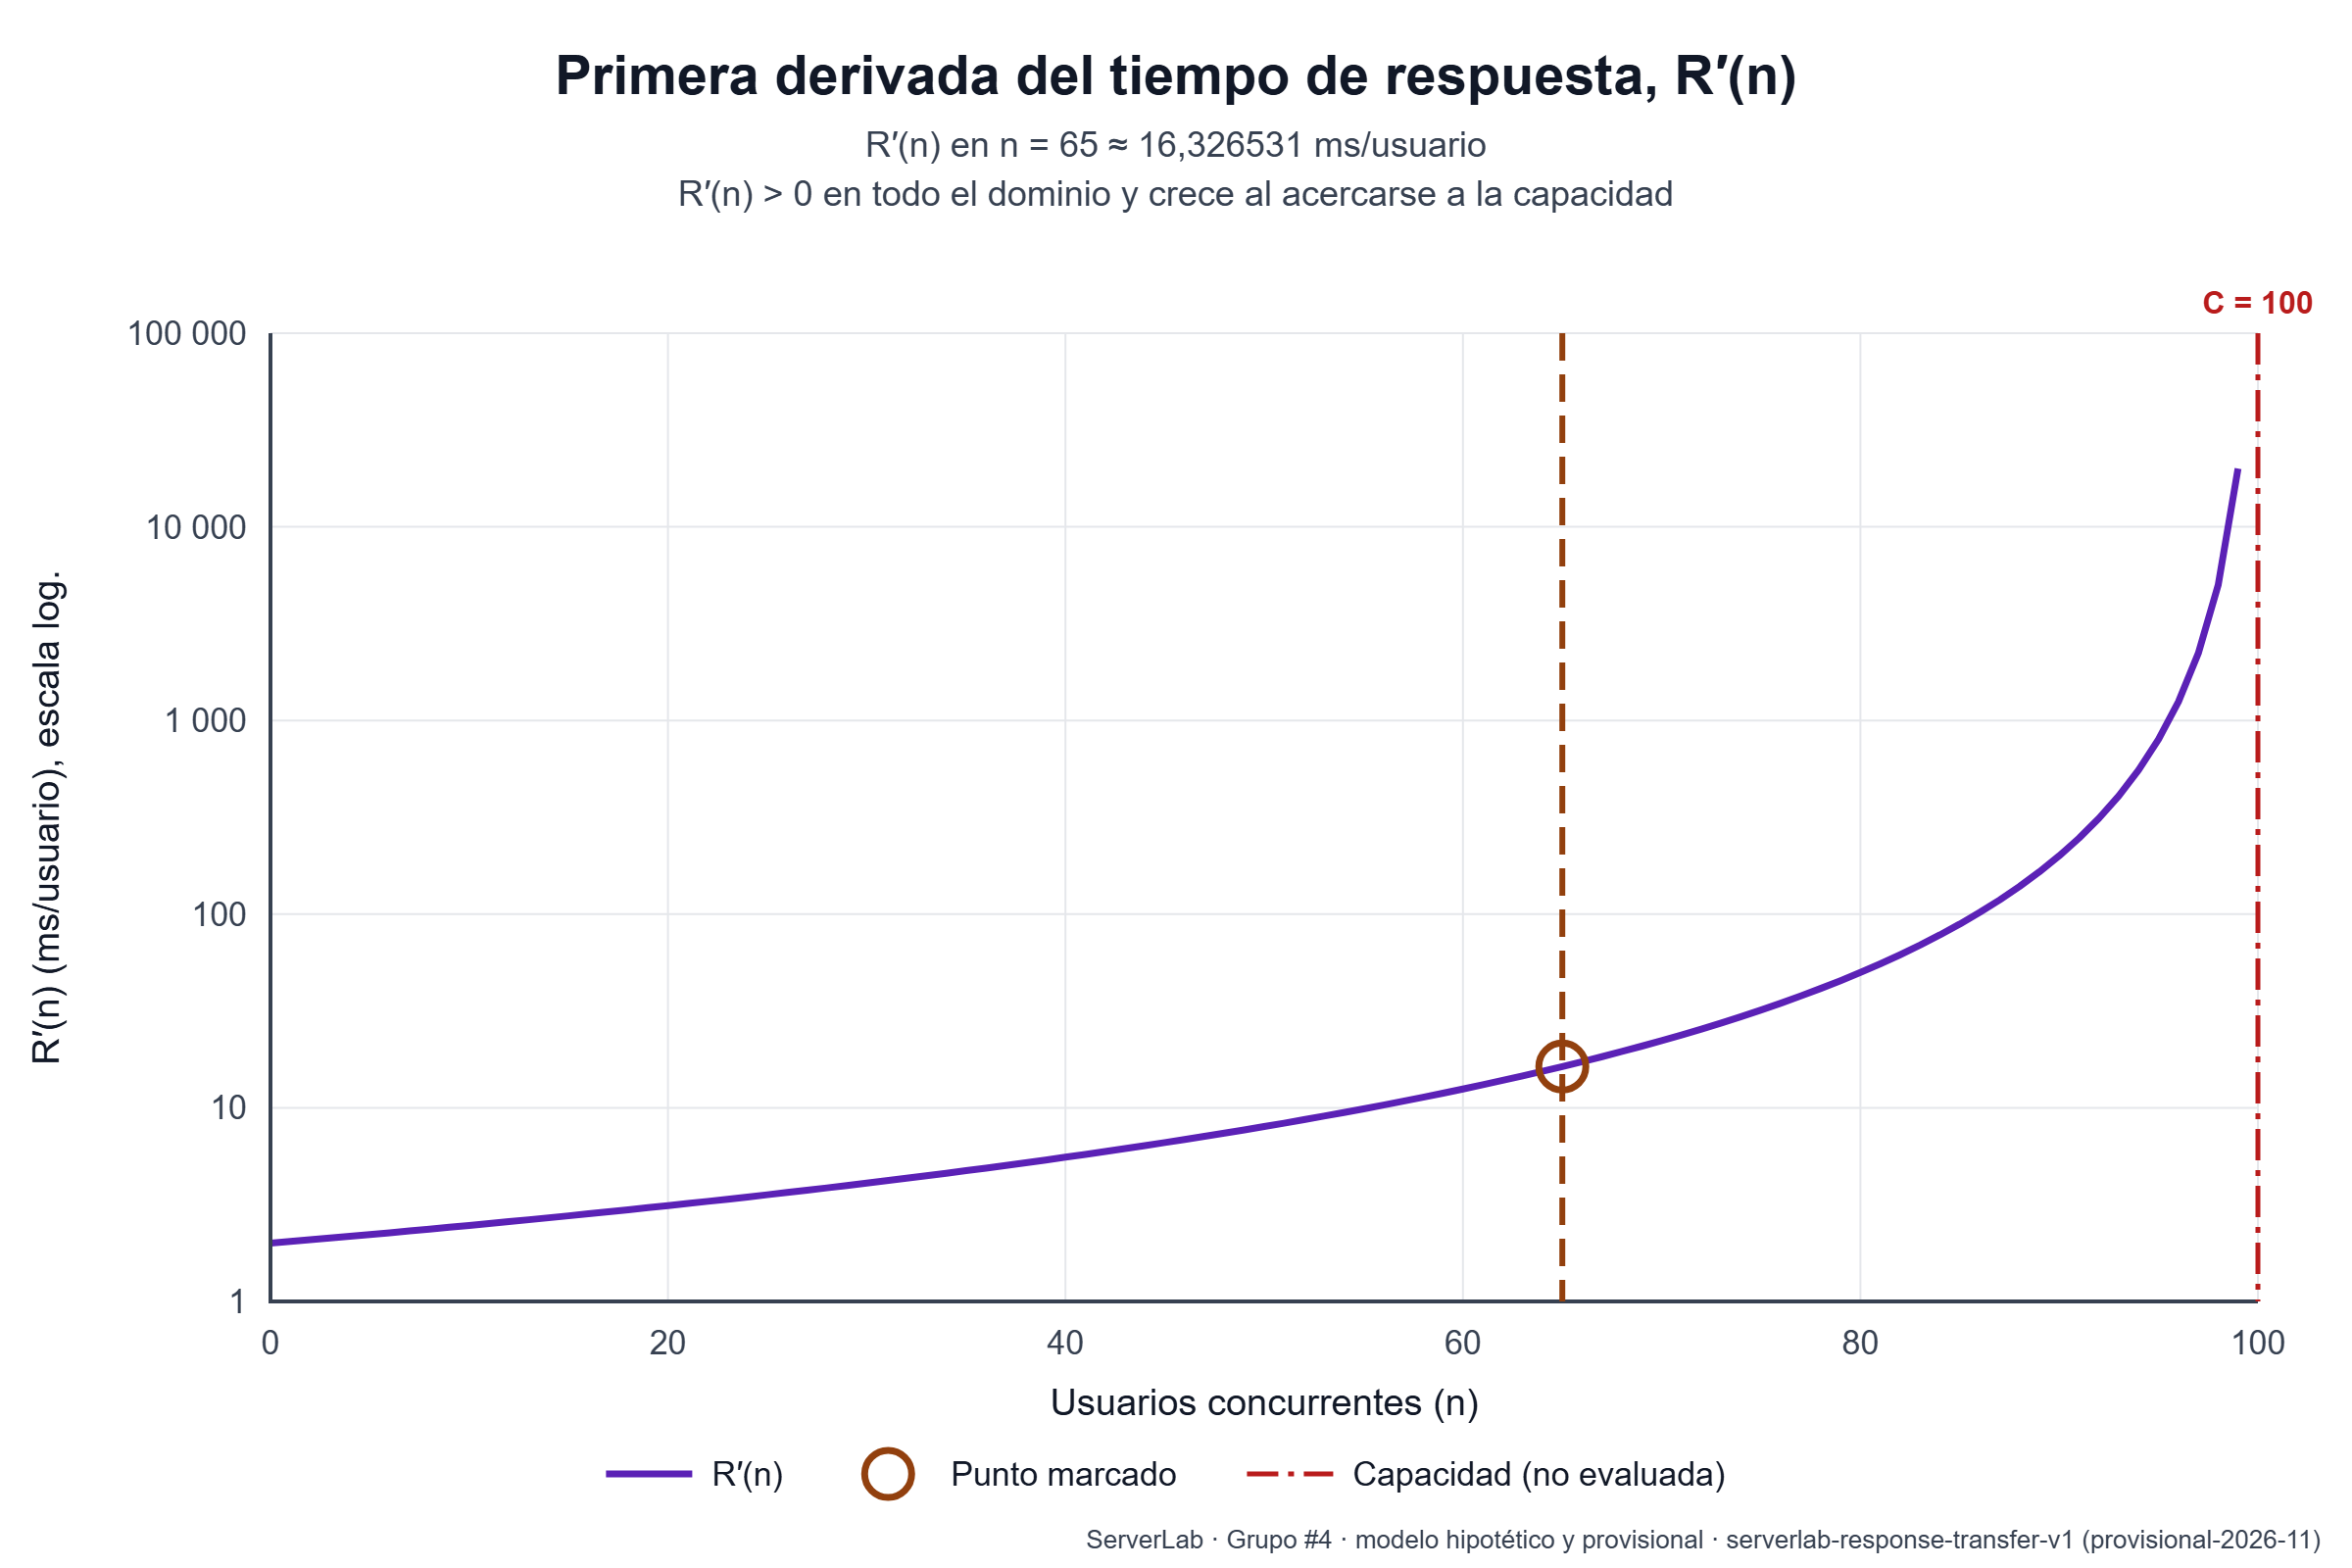 Primera derivada del tiempo de respuesta, R′(n)
R′(n) en n = 65 ≈ 16,326531 ms/usuario
R′(n) > 0 en todo el dominio y crece al acercarse a la capacidad
C = 100
100 000
10 000
1 000
100
10
1
R′(n) (ms/usuario), escala log.
0 20 40 60 80 100
Usuarios concurrentes (n)
R′(n) Punto marcado Capacidad (no evaluada)
ServerLab · Grupo #4 · modelo hipotético y provisional · serverlab-response-transfer-v1 (provisional-2026-11)